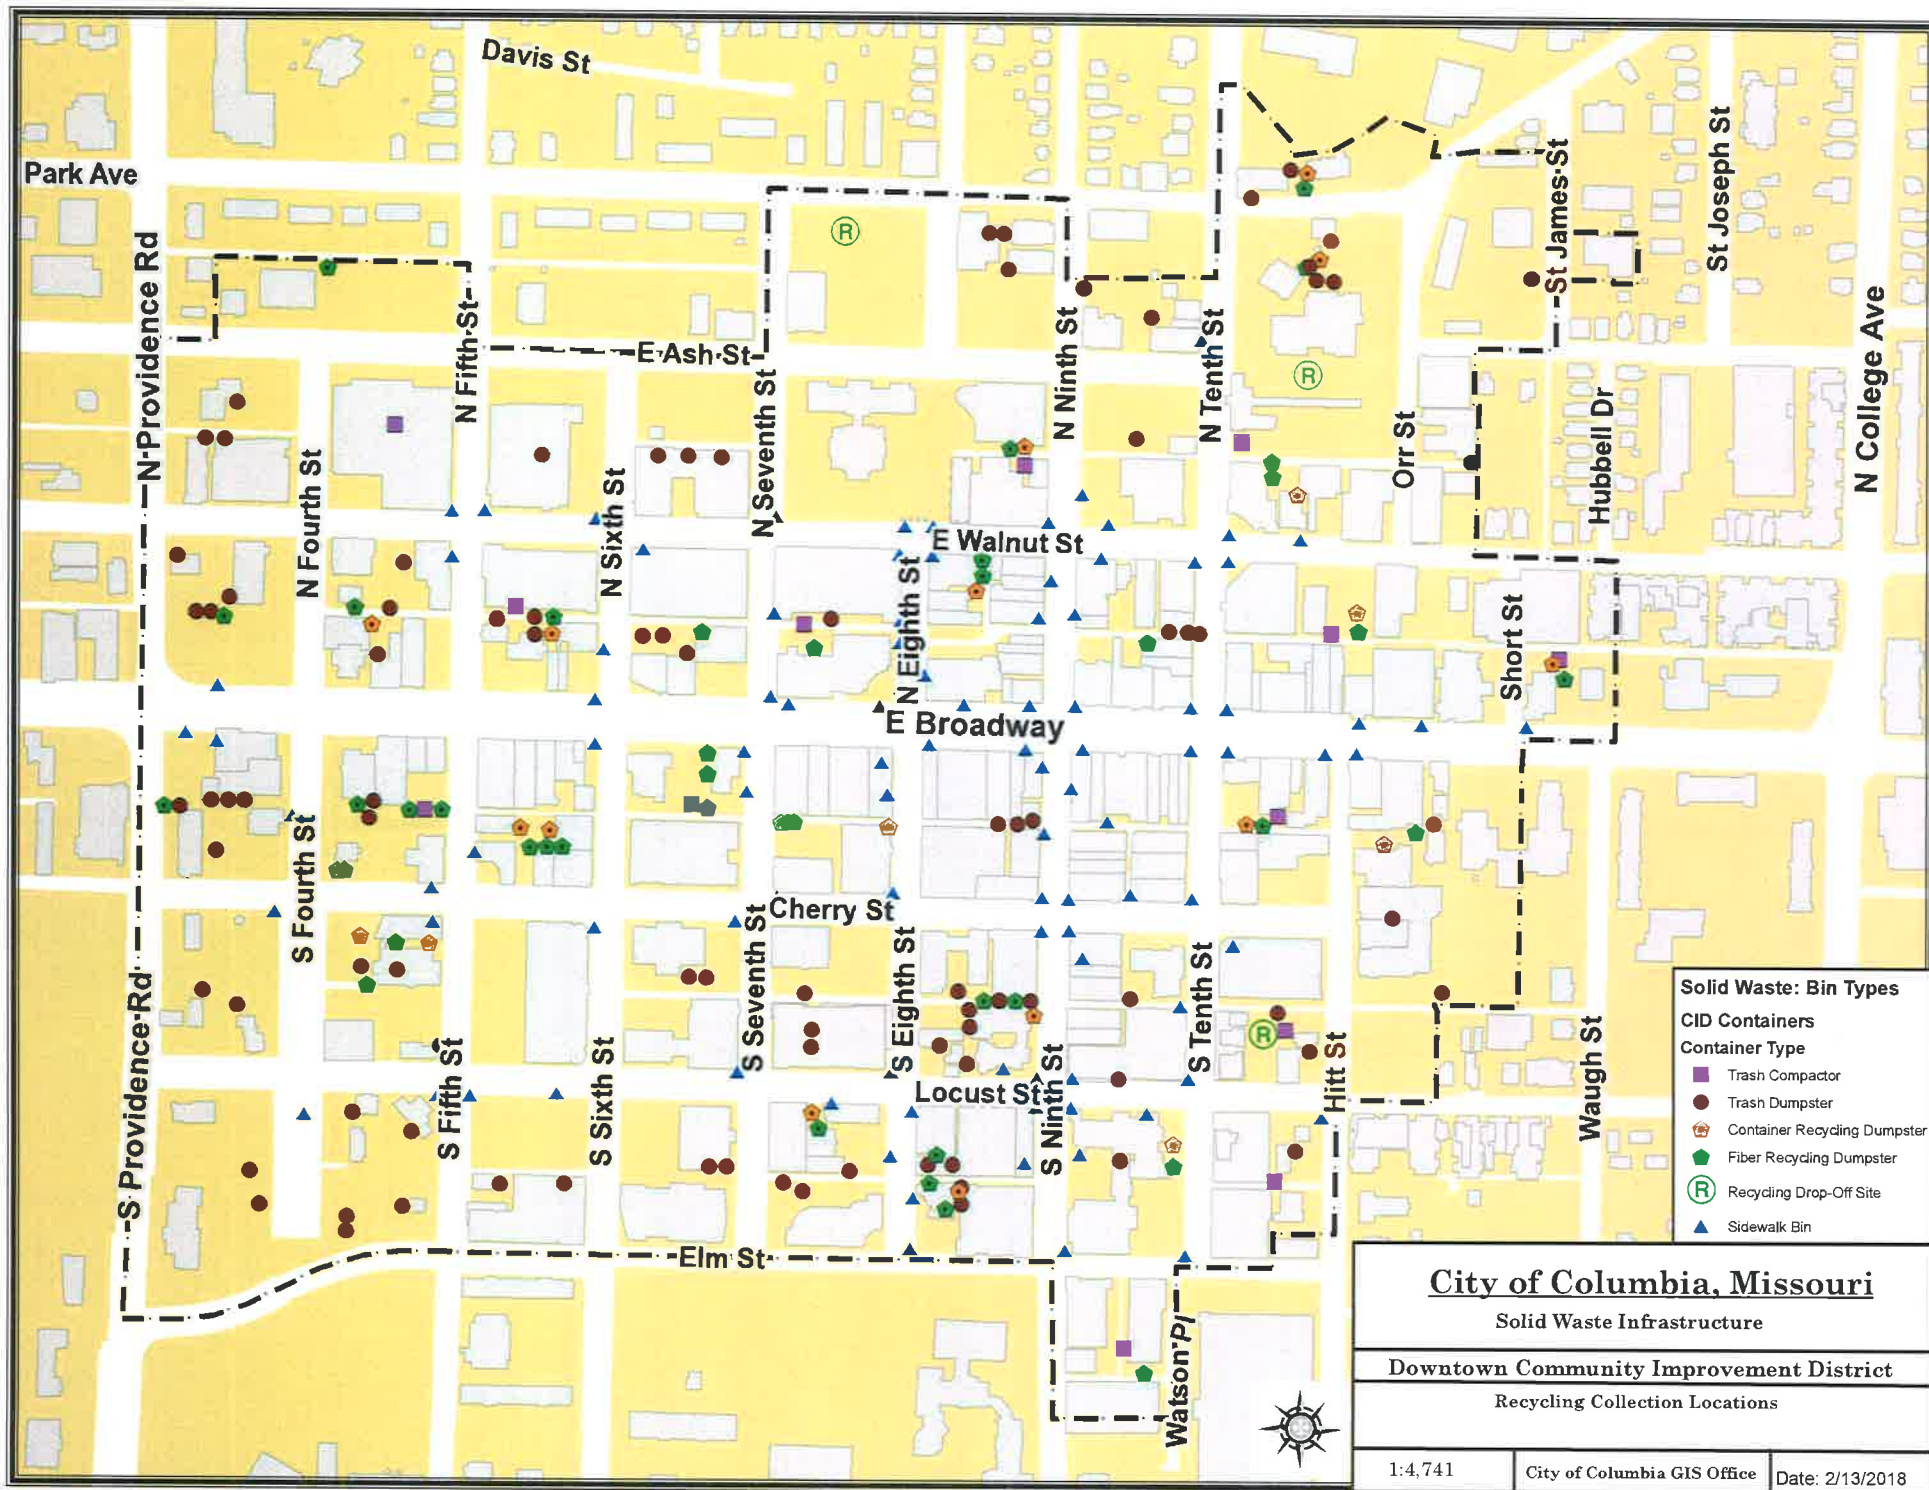 Davis St
Park Ave
N Providence Rd
N Fifth St
E Ash St
N Seventh St
N Ninth St
N Tenth St
St James St
St Joseph St
N College Ave
N Fourth St
N Sixth St
Orr St
Hubbell Dr
E Walnut St
N Eighth St
Short St
E Broadway
S Fourth St
Cherry St
S Providence Rd
S Fifth St
S Sixth St
S Seventh St
S Eighth St
Locust St
S Ninth St
S Tenth St
Hitt St
Waugh St
Elm St
Watson Pl
R
R
R
Solid Waste: Bin Types
CID Containers
Container Type
Trash Compactor
Trash Dumpster
Container Recycling Dumpster
Fiber Recycling Dumpster
R Recycling Drop-Off Site
Sidewalk Bin
City of Columbia, Missouri
Solid Waste Infrastructure
Downtown Community Improvement District
Recycling Collection Locations
1:4,741
City of Columbia GIS Office
Date: 2/13/2018